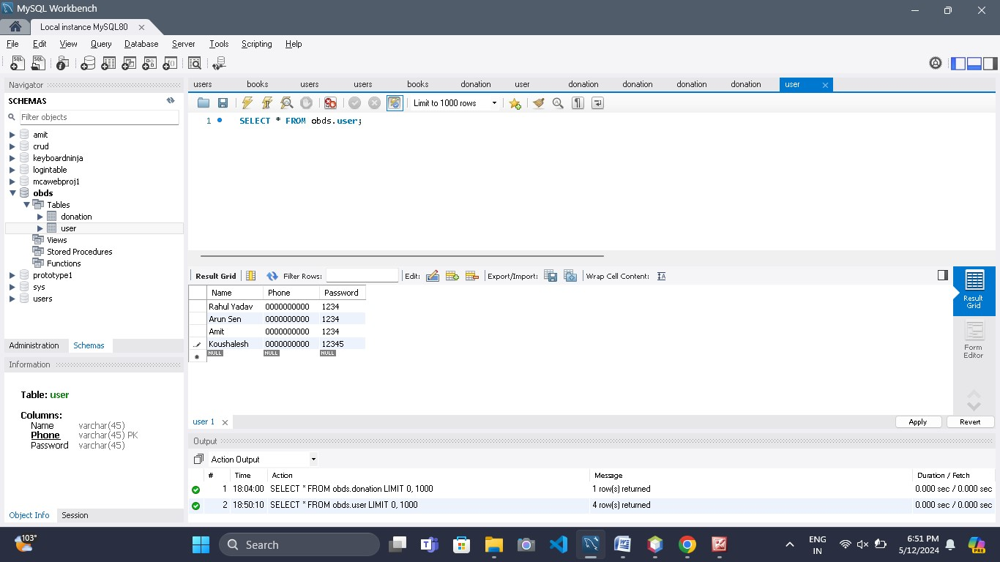 MySQL Workbench
Local instance MySQL80
File Edit View Query Database Server Tools Scripting Help
Navigator
SCHEMAS
Filter objects
amit
crud
keyboardninja
logintable
mcawebproj1
obds
Tables
donation
user
Views
Stored Procedures
Functions
prototype1
sys
users
Administration Schemas
Information
Table: user
Columns:
Name varchar(45)
Phone varchar(45) PK
Password varchar(45)
Object Info Session
users books users users books donation user donation donation donation donation user
Limit to 1000 rows
1 SELECT * FROM obds.user;
Result Grid Filter Rows: Edit: Export/Import: Wrap Cell Content:
Name Phone Password
Rahul Yadav 0000000000 1234
Arun Sen 0000000000 1234
Amit 0000000000 1234
Koushalesh 0000000000 12345
NULL NULL NULL
Result
Grid
Form
Editor
user 1
Apply Revert
Output
Action Output
# Time Action Message Duration / Fetch
1 18:04:00 SELECT * FROM obds.donation LIMIT 0, 1000 1 row(s) returned 0.000 sec / 0.000 sec
2 18:50:10 SELECT * FROM obds.user LIMIT 0, 1000 4 row(s) returned 0.000 sec / 0.000 sec
103°
Search
ENG
IN
6:51 PM
5/12/2024
PRE